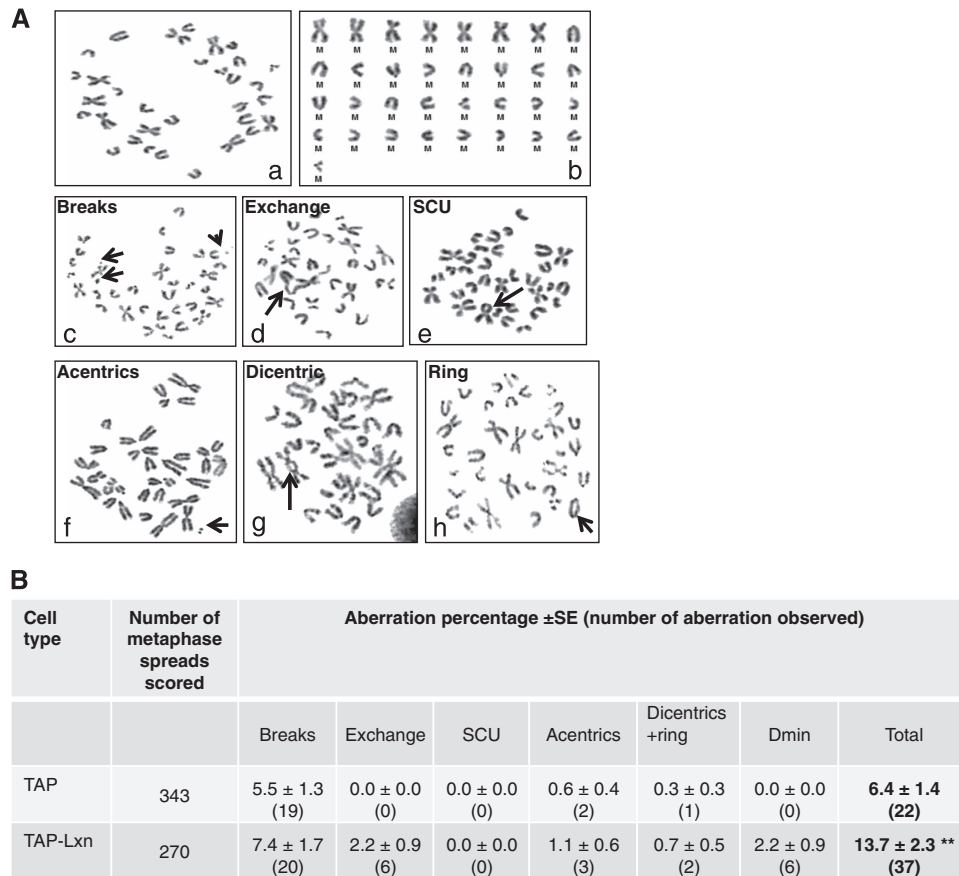 A
a
M M M M M M M M
M M M M M M M M
M M M M M M M M
M M M M M M M M
M
b
Breaks
c
Exchange
d
SCU
e
Acentrics
f
Dicentric
g
Ring
h
B
Cell
type
Number of
metaphase
spreads
scored
Aberration percentage ±SE (number of aberration observed)
Breaks
Exchange
SCU
Acentrics
Dicentrics
+ring
Dmin
Total
TAP
343
5.5 ± 1.3
(19)
0.0 ± 0.0
(0)
0.0 ± 0.0
(0)
0.6 ± 0.4
(2)
0.3 ± 0.3
(1)
0.0 ± 0.0
(0)
6.4 ± 1.4
(22)
TAP-Lxn
270
7.4 ± 1.7
(20)
2.2 ± 0.9
(6)
0.0 ± 0.0
(0)
1.1 ± 0.6
(3)
0.7 ± 0.5
(2)
2.2 ± 0.9
(6)
13.7 ± 2.3 **
(37)